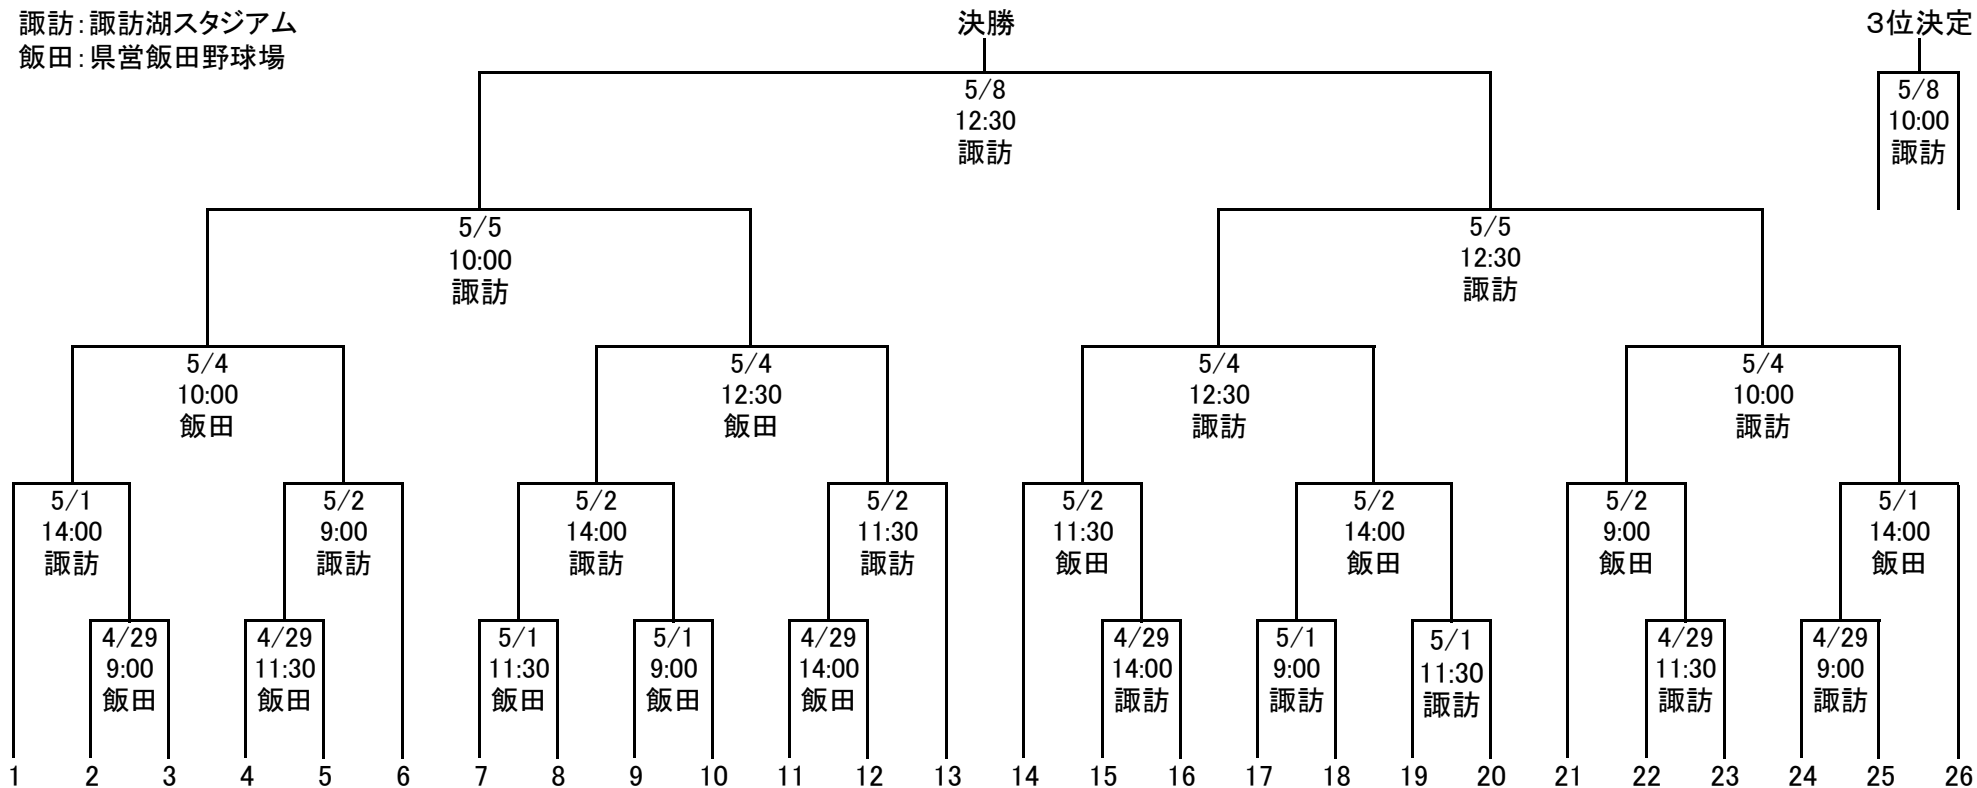 諏訪：諏訪湖スタジアム
飯田：県営飯田野球場
決勝
３位決定
5/8
12:30
諏訪
5/8
10:00
諏訪
5/5
10:00
諏訪
5/5
12:30
諏訪
5/4
10:00
飯田
5/4
12:30
飯田
5/4
12:30
諏訪
5/4
10:00
諏訪
5/1
14:00
諏訪
5/2
9:00
諏訪
5/2
14:00
諏訪
5/2
11:30
諏訪
5/2
11:30
飯田
5/2
14:00
飯田
5/2
9:00
飯田
5/1
14:00
飯田
4/29
9:00
飯田
4/29
11:30
飯田
5/1
11:30
飯田
5/1
9:00
飯田
4/29
14:00
飯田
4/29
14:00
諏訪
5/1
9:00
諏訪
5/1
11:30
諏訪
4/29
11:30
諏訪
4/29
9:00
諏訪
1 2 3 4 5 6 7 8 9 10 11 12 13 14 15 16 17 18 19 20 21 22 23 24 25 26